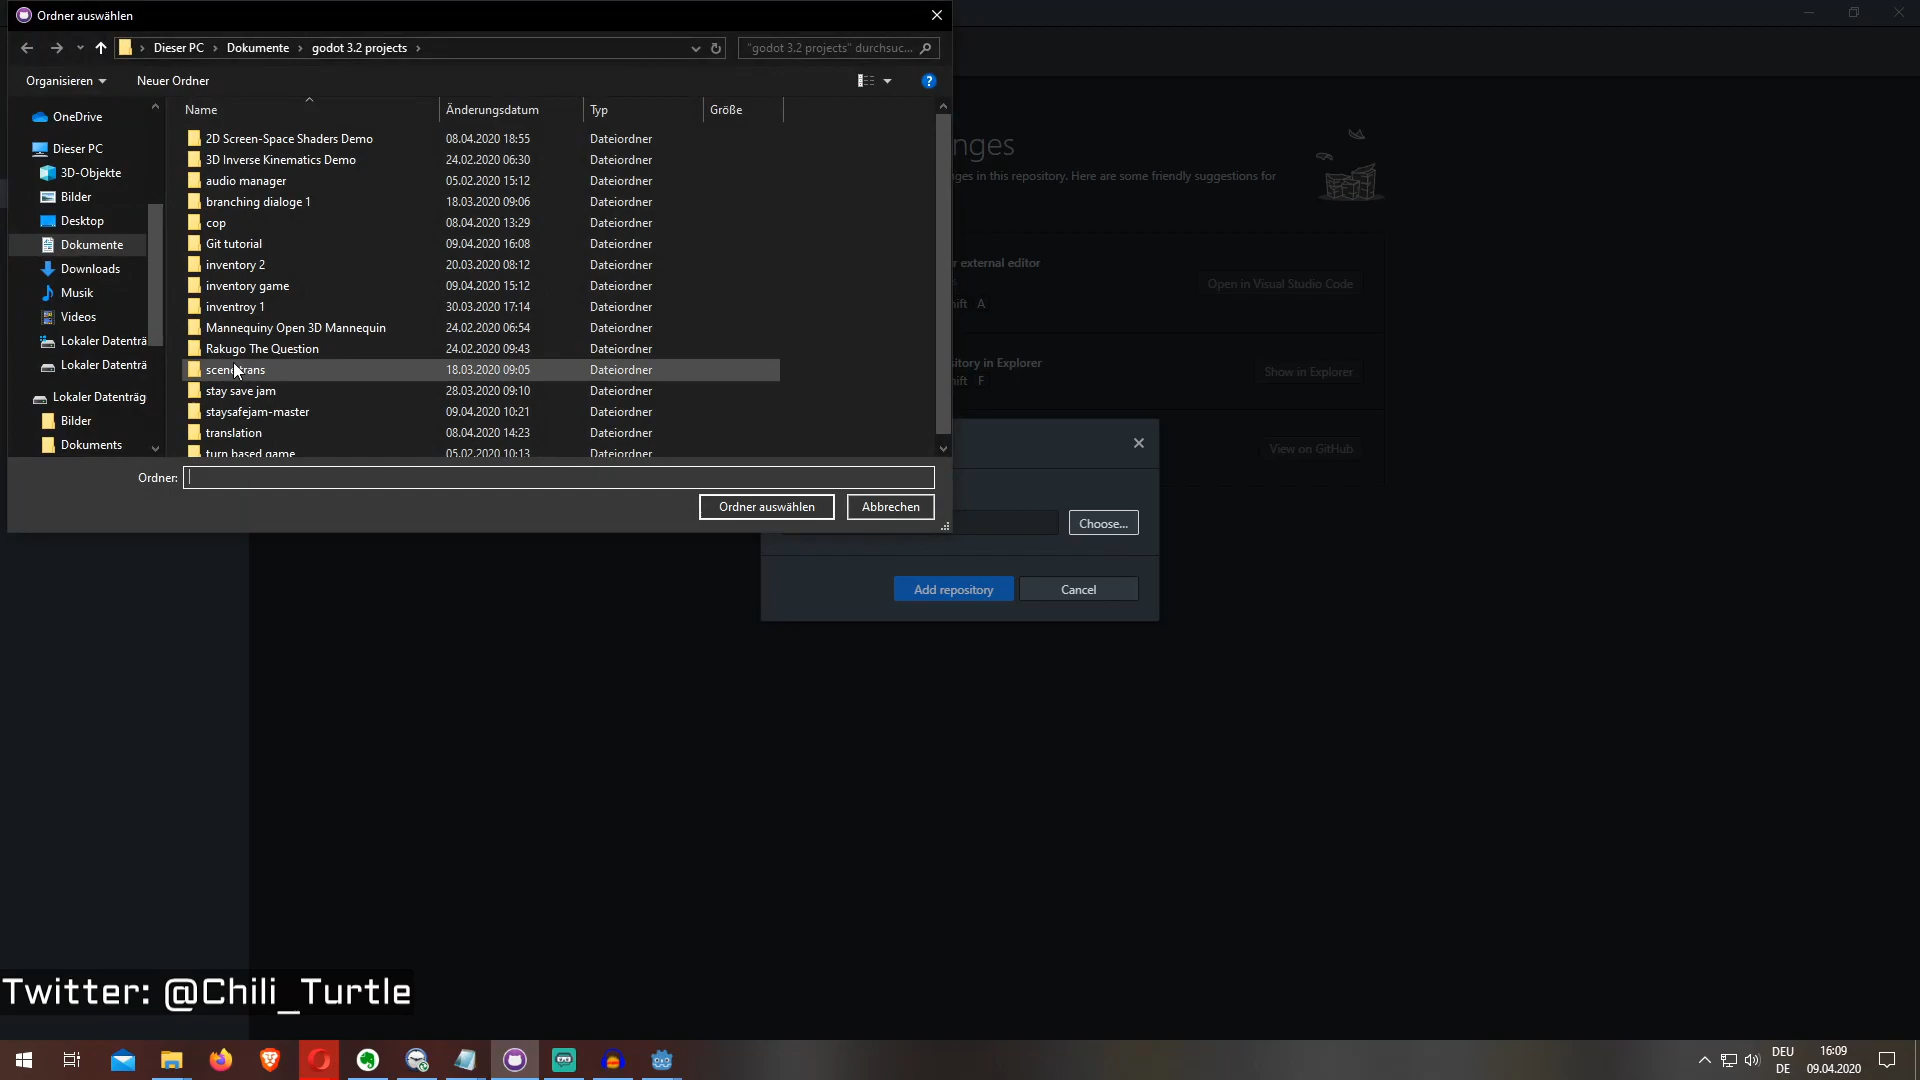 Ordner auswählen
Dieser PC
Dokumente
godot 3.2 projects
"godot 3.2 projects" durchsuc...
Organisieren
Neuer Ordner
?
OneDrive
Dieser PC
3D-Objekte
Bilder
Desktop
Dokumente
Downloads
Musik
Videos
Lokaler Datenträ
Lokaler Datenträ
Lokaler Datenträg
Bilder
Dokuments
Name Änderungsdatum Typ Größe
2D Screen-Space Shaders Demo 08.04.2020 18:55 Dateiordner
3D Inverse Kinematics Demo 24.02.2020 06:30 Dateiordner
audio manager 05.02.2020 15:12 Dateiordner
branching dialoge 1 18.03.2020 09:06 Dateiordner
cop 08.04.2020 13:29 Dateiordner
Git tutorial 09.04.2020 16:08 Dateiordner
inventory 2 20.03.2020 08:12 Dateiordner
inventory game 09.04.2020 15:12 Dateiordner
inventroy 1 30.03.2020 17:14 Dateiordner
Mannequiny Open 3D Mannequin 24.02.2020 06:54 Dateiordner
Rakugo The Question 24.02.2020 09:43 Dateiordner
18.03.2020 09:05 Dateiordner
stay save jam 28.03.2020 09:10 Dateiordner
staysafejam-master 09.04.2020 10:21 Dateiordner
translation 08.04.2020 14:23 Dateiordner
turn based game 05.02.2020 10:13 Dateiordner
Ordner:
Ordner auswählen
Abbrechen
nges
nges in this repository. Here are some friendly suggestions for
r external editor
Open in Visual Studio Code
ift A
itory in Explorer
ift F
Show in Explorer
View on GitHub
Choose...
Add repository
Cancel
Twitter: @Chili_Turtle
DEU
DE
16:09
09.04.2020